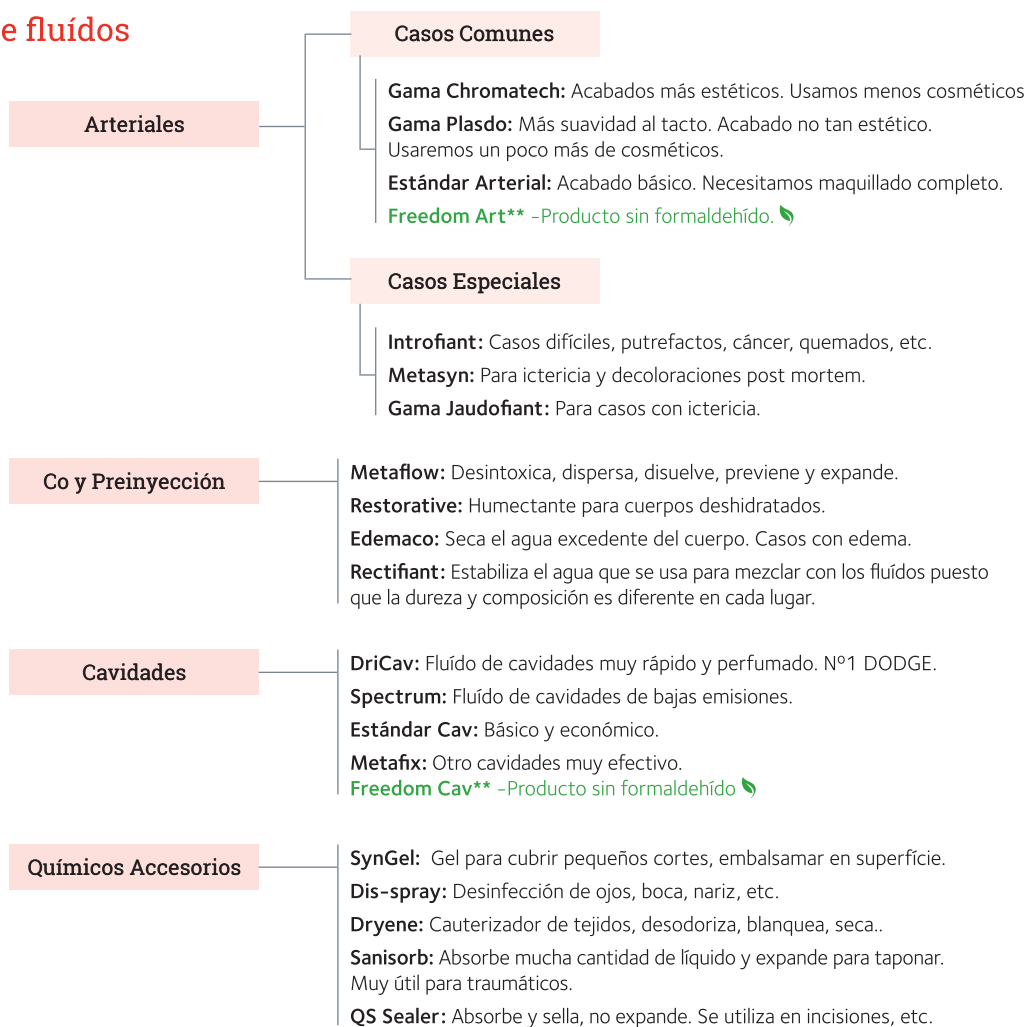 e fluídos
Casos Comunes
Arteriales
Gama Chromatech: Acabados más estéticos. Usamos menos cosméticos
Gama Plasdo: Más suavidad al tacto. Acabado no tan estético.
Usaremos un poco más de cosméticos.
Estándar Arterial: Acabado básico. Necesitamos maquillado completo.
Freedom Art** -Producto sin formaldehído.
Casos Especiales
Introfiant: Casos difíciles, putrefactos, cáncer, quemados, etc.
Metasyn: Para ictericia y decoloraciones post mortem.
Gama Jaudofiant: Para casos con ictericia.
Co y Preinyección
Metaflow: Desintoxica, dispersa, disuelve, previene y expande.
Restorative: Humectante para cuerpos deshidratados.
Edemaco: Seca el agua excedente del cuerpo. Casos con edema.
Rectifiant: Estabiliza el agua que se usa para mezclar con los fluídos puesto
que la dureza y composición es diferente en cada lugar.
Cavidades
DriCav: Fluído de cavidades muy rápido y perfumado. Nº1 DODGE.
Spectrum: Fluído de cavidades de bajas emisiones.
Estándar Cav: Básico y económico.
Metafix: Otro cavidades muy efectivo.
Freedom Cav** -Producto sin formaldehído
Químicos Accesorios
SynGel: Gel para cubrir pequeños cortes, embalsamar en superfície.
Dis-spray: Desinfección de ojos, boca, nariz, etc.
Dryene: Cauterizador de tejidos, desodoriza, blanquea, seca..
Sanisorb: Absorbe mucha cantidad de líquido y expande para taponar.
Muy útil para traumáticos.
QS Sealer: Absorbe y sella, no expande. Se utiliza en incisiones, etc.